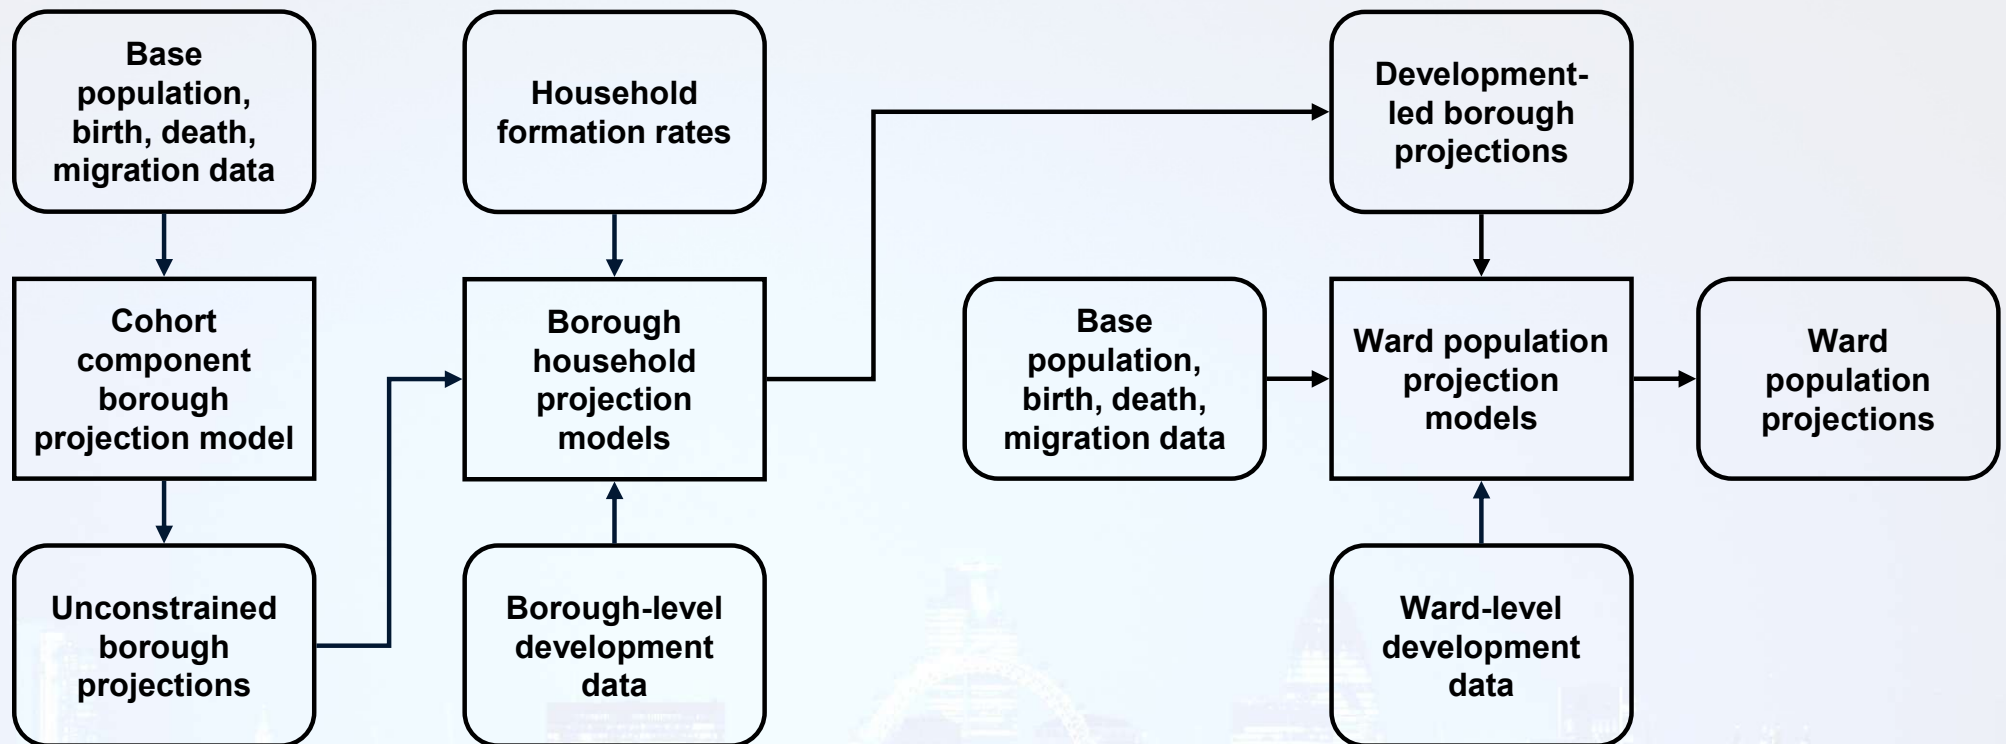 Base
population,
birth, death,
migration data
Household
formation rates
Development-
led borough
projections
Cohort
component
borough
projection model
Borough
household
projection
models
Base
population,
birth, death,
migration data
Ward population
projection
models
Ward
population
projections
Unconstrained
borough
projections
Borough-level
development
data
Ward-level
development
data